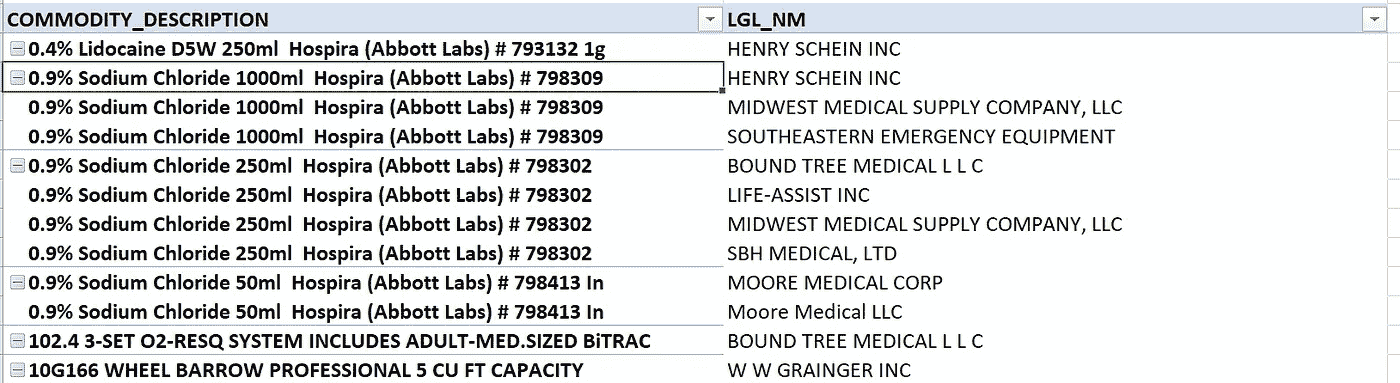 COMMODITY_DESCRIPTION LGL_NM
0.4% Lidocaine D5W 250ml  Hospira (Abbott Labs) # 793132 1g HENRY SCHEIN INC
0.9% Sodium Chloride 1000ml  Hospira (Abbott Labs) # 798309 HENRY SCHEIN INC
0.9% Sodium Chloride 1000ml  Hospira (Abbott Labs) # 798309 MIDWEST MEDICAL SUPPLY COMPANY, LLC
0.9% Sodium Chloride 1000ml  Hospira (Abbott Labs) # 798309 SOUTHEASTERN EMERGENCY EQUIPMENT
0.9% Sodium Chloride 250ml  Hospira (Abbott Labs) # 798302 BOUND TREE MEDICAL L L C
0.9% Sodium Chloride 250ml  Hospira (Abbott Labs) # 798302 LIFE-ASSIST INC
0.9% Sodium Chloride 250ml  Hospira (Abbott Labs) # 798302 MIDWEST MEDICAL SUPPLY COMPANY, LLC
0.9% Sodium Chloride 250ml  Hospira (Abbott Labs) # 798302 SBH MEDICAL, LTD
0.9% Sodium Chloride 50ml  Hospira (Abbott Labs) # 798413 In MOORE MEDICAL CORP
0.9% Sodium Chloride 50ml  Hospira (Abbott Labs) # 798413 In Moore Medical LLC
102.4 3-SET O2-RESQ SYSTEM INCLUDES ADULT-MED.SIZED BiTRAC BOUND TREE MEDICAL L L C
10G166 WHEEL BARROW PROFESSIONAL 5 CU FT CAPACITY W W GRAINGER INC